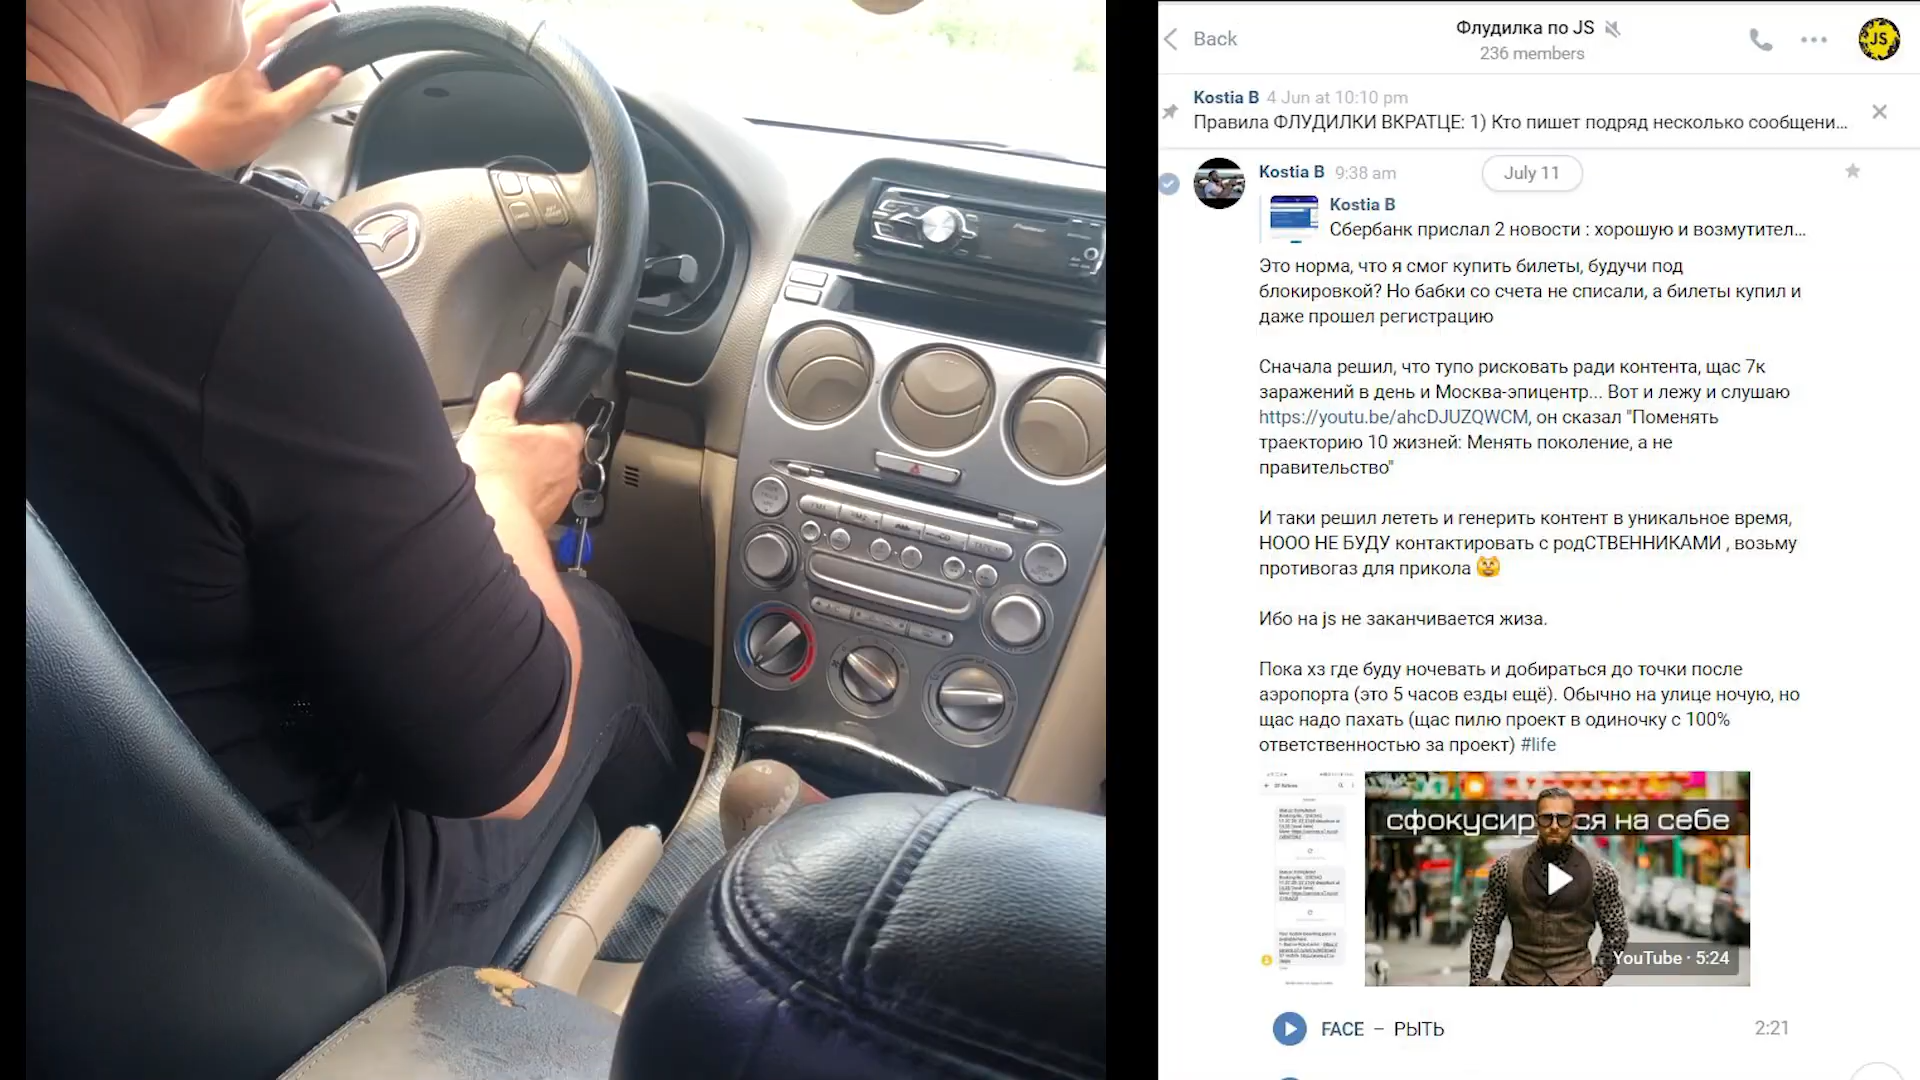 Back
Флудилка по JS
236 members
JS
Kostia B 4 Jun at 10:10 pm
Правила ФЛУДИЛКИ ВКРАТЦЕ: 1) Кто пишет подряд несколько сообщени...
Kostia B 9:38 am
July 11
Kostia B
Сбербанк прислал 2 новости : хорошую и возмутител...
Это норма, что я смог купить билеты, будучи под
блокировкой? Но бабки со счета не списали, а билеты купил и
даже прошел регистрацию
Сначала решил, что тупо рисковать ради контента, щас 7к
заражений в день и Москва-эпицентр... Вот и лежу и слушаю
https://youtu.be/ahcDJUZQWCM, он сказал "Поменять
траекторию 10 жизней: Менять поколение, а не
правительство"
И таки решил лететь и генерить контент в уникальное время,
НООО НЕ БУДУ контактировать с родСТВЕННИКАМИ , возьму
противогаз для прикола
Ибо на js не заканчивается жиза.
Пока хз где буду ночевать и добираться до точки после
аэропорта (это 5 часов езды ещё). Обычно на улице ночую, но
щас надо пахать (щас пилю проект в одиночку с 100%
ответственностью за проект) #life
на себе
YouTube · 5:24
FACE – РЫТЬ
2:21
Pioneer